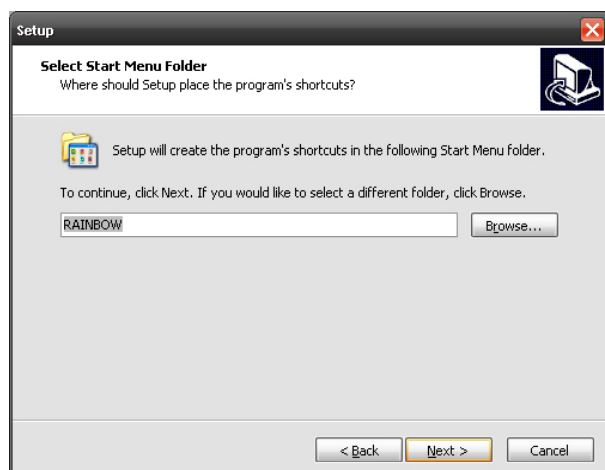 Setup
Select Start Menu Folder
Where should Setup place the program's shortcuts?
Setup will create the program's shortcuts in the following Start Menu folder.
To continue, click Next. If you would like to select a different folder, click Browse.
RAINBOW
Browse...
< Back
Next >
Cancel